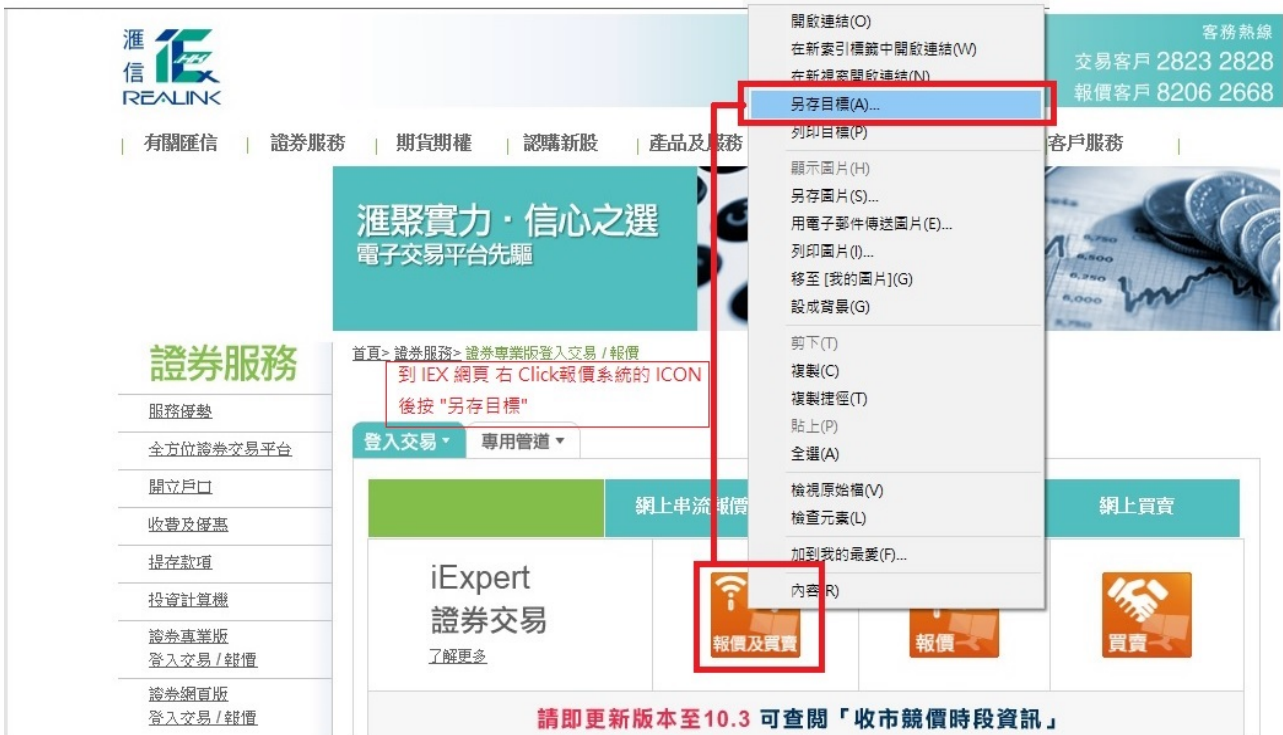 滙信
REALINK
客務熱線
交易客戶 2823 2828
報價客戶 8206 2668
有關匯信
證券服務
期貨期權
認購新股
產品及服務
客戶服務
滙聚實力・信心之選
電子交易平台先驅
開啟連結(O)
在新索引標籤中開啟連結(W)
在新視窗開啟連結(N)
另存目標(A)...
列印目標(P)
顯示圖片(H)
另存圖片(S)...
用電子郵件傳送圖片(E)...
列印圖片(I)...
移至 [我的圖片](G)
設成背景(G)
剪下(T)
複製(C)
複製捷徑(T)
貼上(P)
全選(A)
檢視原始檔(V)
檢查元素(L)
加到我的最愛(F)...
內容(R)
9,750
6,500
6,250
6,000
5,750
證券服務
服務優勢
全方位證券交易平台
開立戶口
收費及優惠
提存款項
投資計算機
證券專業版
登入交易 / 報價
證券網頁版
登入交易 / 報價
首頁> 證券服務> 證券專業版登入交易 / 報價
到 IEX 網頁 右 Click報價系統的 ICON
後按 "另存目標"
登入交易
專用管道
網上串流報價
網上買賣
iExpert
證券交易
了解更多
報價及買賣
報價
買賣
請即更新版本至10.3 可查閱「收市競價時段資訊」